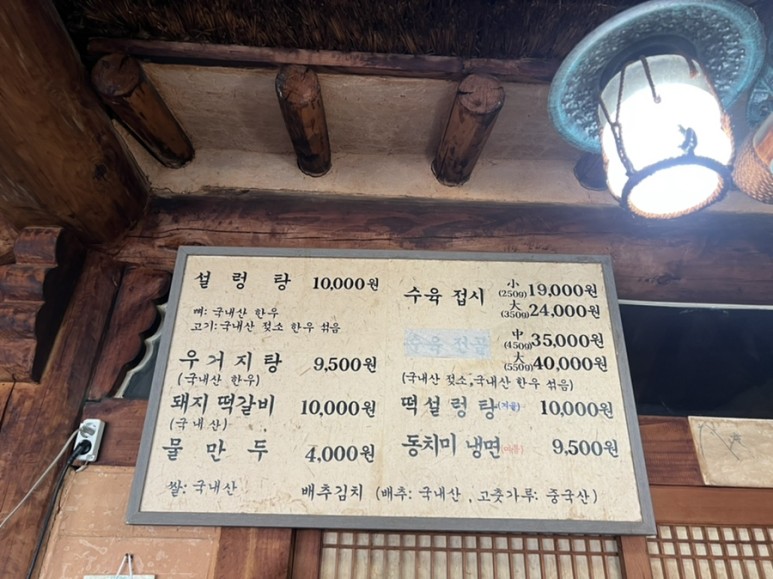 설렁탕 10,000원
뼈: 국내산 한우
고기: 국내산 젖소 한우 섞음
우거지탕 9,500원
(국내산 한우)
돼지 떡갈비 10,000원
(국내산)
물만두 4,000원
수육 접시 小(250g) 19,000원
大(350g) 24,000원
수육 전골 中(450g) 35,000원
大(550g) 40,000원
(국내산 젖소, 국내산 한우 섞음)
떡설렁탕(겨울) 10,000원
동치미 냉면(여름) 9,500원
쌀: 국내산 배추김치 (배추: 국내산, 고춧가루: 중국산)